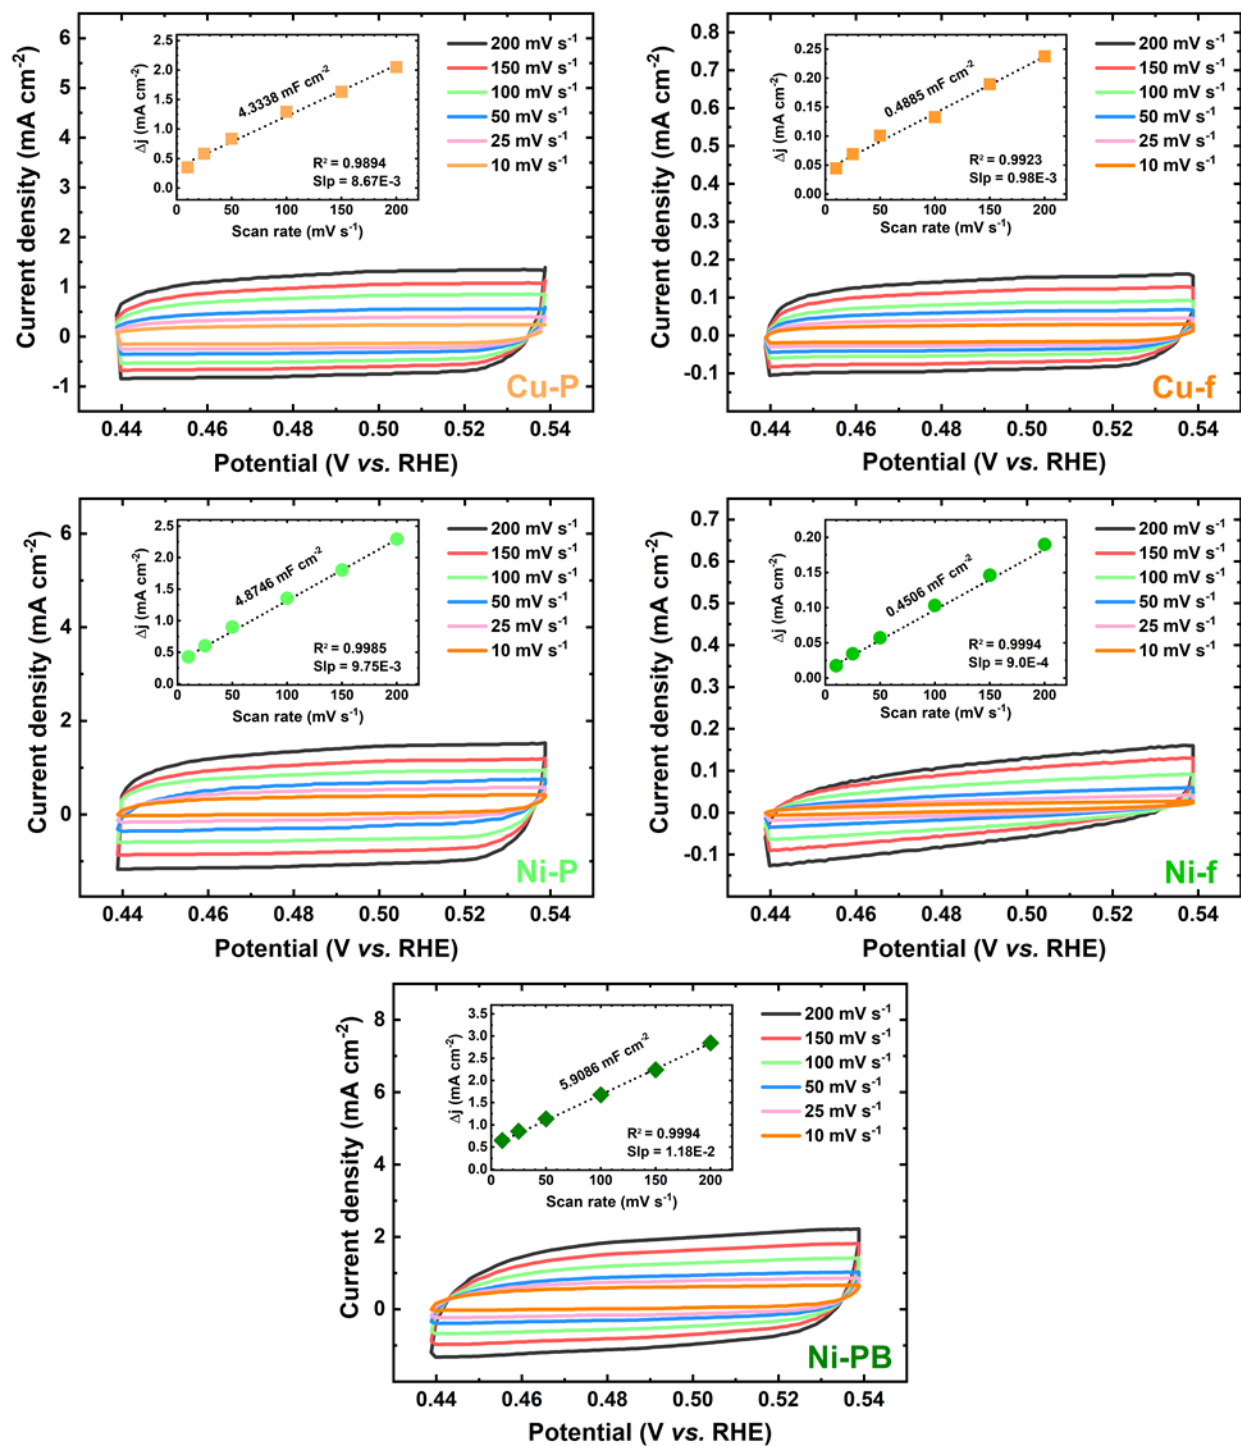 6
5
4
3
2
1
0
-1
Current density (mA cm⁻²)
0.44 0.46 0.48 0.50 0.52 0.54
Potential (V vs. RHE)
200 mV s⁻¹
150 mV s⁻¹
100 mV s⁻¹
50 mV s⁻¹
25 mV s⁻¹
10 mV s⁻¹
2.5
2.0
1.5
1.0
0.5
0.0
Δj (mA cm⁻²)
4.3338 mF cm⁻²
R² = 0.9894
Slp = 8.67E-3
0 50 100 150 200
Scan rate (mV s⁻¹)
Cu-P
0.8
0.7
0.6
0.5
0.4
0.3
0.2
0.1
0.0
-0.1
Current density (mA cm⁻²)
0.44 0.46 0.48 0.50 0.52 0.54
Potential (V vs. RHE)
200 mV s⁻¹
150 mV s⁻¹
100 mV s⁻¹
50 mV s⁻¹
25 mV s⁻¹
10 mV s⁻¹
0.25
0.20
0.15
0.10
0.05
0.00
Δj (mA cm⁻²)
0.4885 mF cm⁻²
R² = 0.9923
Slp = 0.98E-3
0 50 100 150 200
Scan rate (mV s⁻¹)
Cu-f
6
4
2
0
Current density (mA cm⁻²)
0.44 0.46 0.48 0.50 0.52 0.54
Potential (V vs. RHE)
200 mV s⁻¹
150 mV s⁻¹
100 mV s⁻¹
50 mV s⁻¹
25 mV s⁻¹
10 mV s⁻¹
2.5
2.0
1.5
1.0
0.5
0.0
Δj (mA cm⁻²)
4.8746 mF cm⁻²
R² = 0.9985
Slp = 9.75E-3
0 50 100 150 200
Scan rate (mV s⁻¹)
Ni-P
0.7
0.6
0.5
0.4
0.3
0.2
0.1
0.0
-0.1
Current density (mA cm⁻²)
0.44 0.46 0.48 0.50 0.52 0.54
Potential (V vs. RHE)
200 mV s⁻¹
150 mV s⁻¹
100 mV s⁻¹
50 mV s⁻¹
25 mV s⁻¹
10 mV s⁻¹
0.20
0.15
0.10
0.05
0.00
Δj (mA cm⁻²)
0.4506 mF cm⁻²
R² = 0.9994
Slp = 9.0E-4
0 50 100 150 200
Scan rate (mV s⁻¹)
Ni-f
8
6
4
2
0
Current density (mA cm⁻²)
0.44 0.46 0.48 0.50 0.52 0.54
Potential (V vs. RHE)
200 mV s⁻¹
150 mV s⁻¹
100 mV s⁻¹
50 mV s⁻¹
25 mV s⁻¹
10 mV s⁻¹
3.5
3.0
2.5
2.0
1.5
1.0
0.5
0.0
Δj (mA cm⁻²)
5.9086 mF cm⁻²
R² = 0.9994
Slp = 1.18E-2
0 50 100 150 200
Scan rate (mV s⁻¹)
Ni-PB